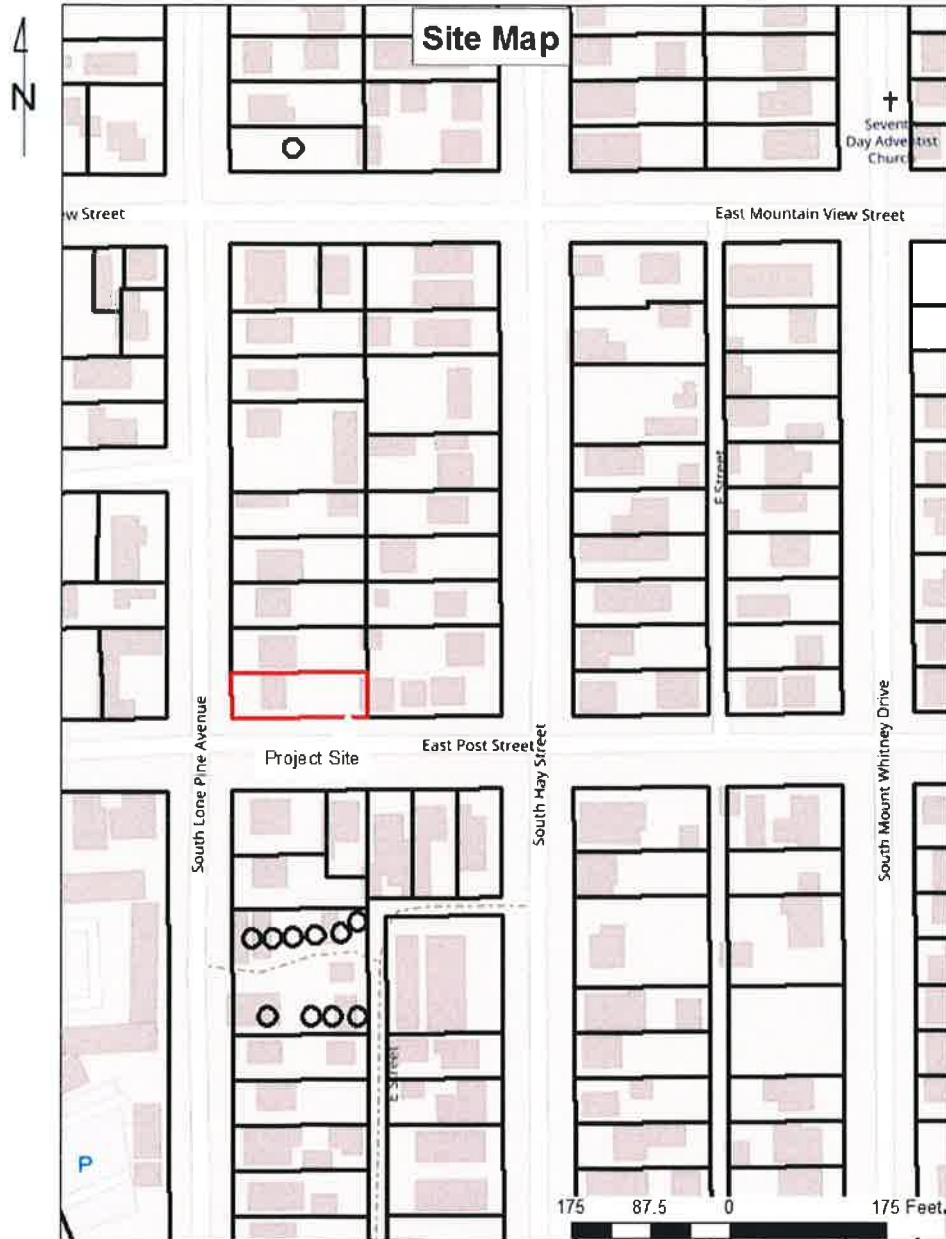 Site Map
N
Seventh
Day Adventist
Church
ew Street
East Mountain View Street
E Street
South Lone Pine Avenue
East Post Street
South Hay Street
South Mount Whitney Drive
Project Site
E Street
P
175 87.5 0 175 Feet.